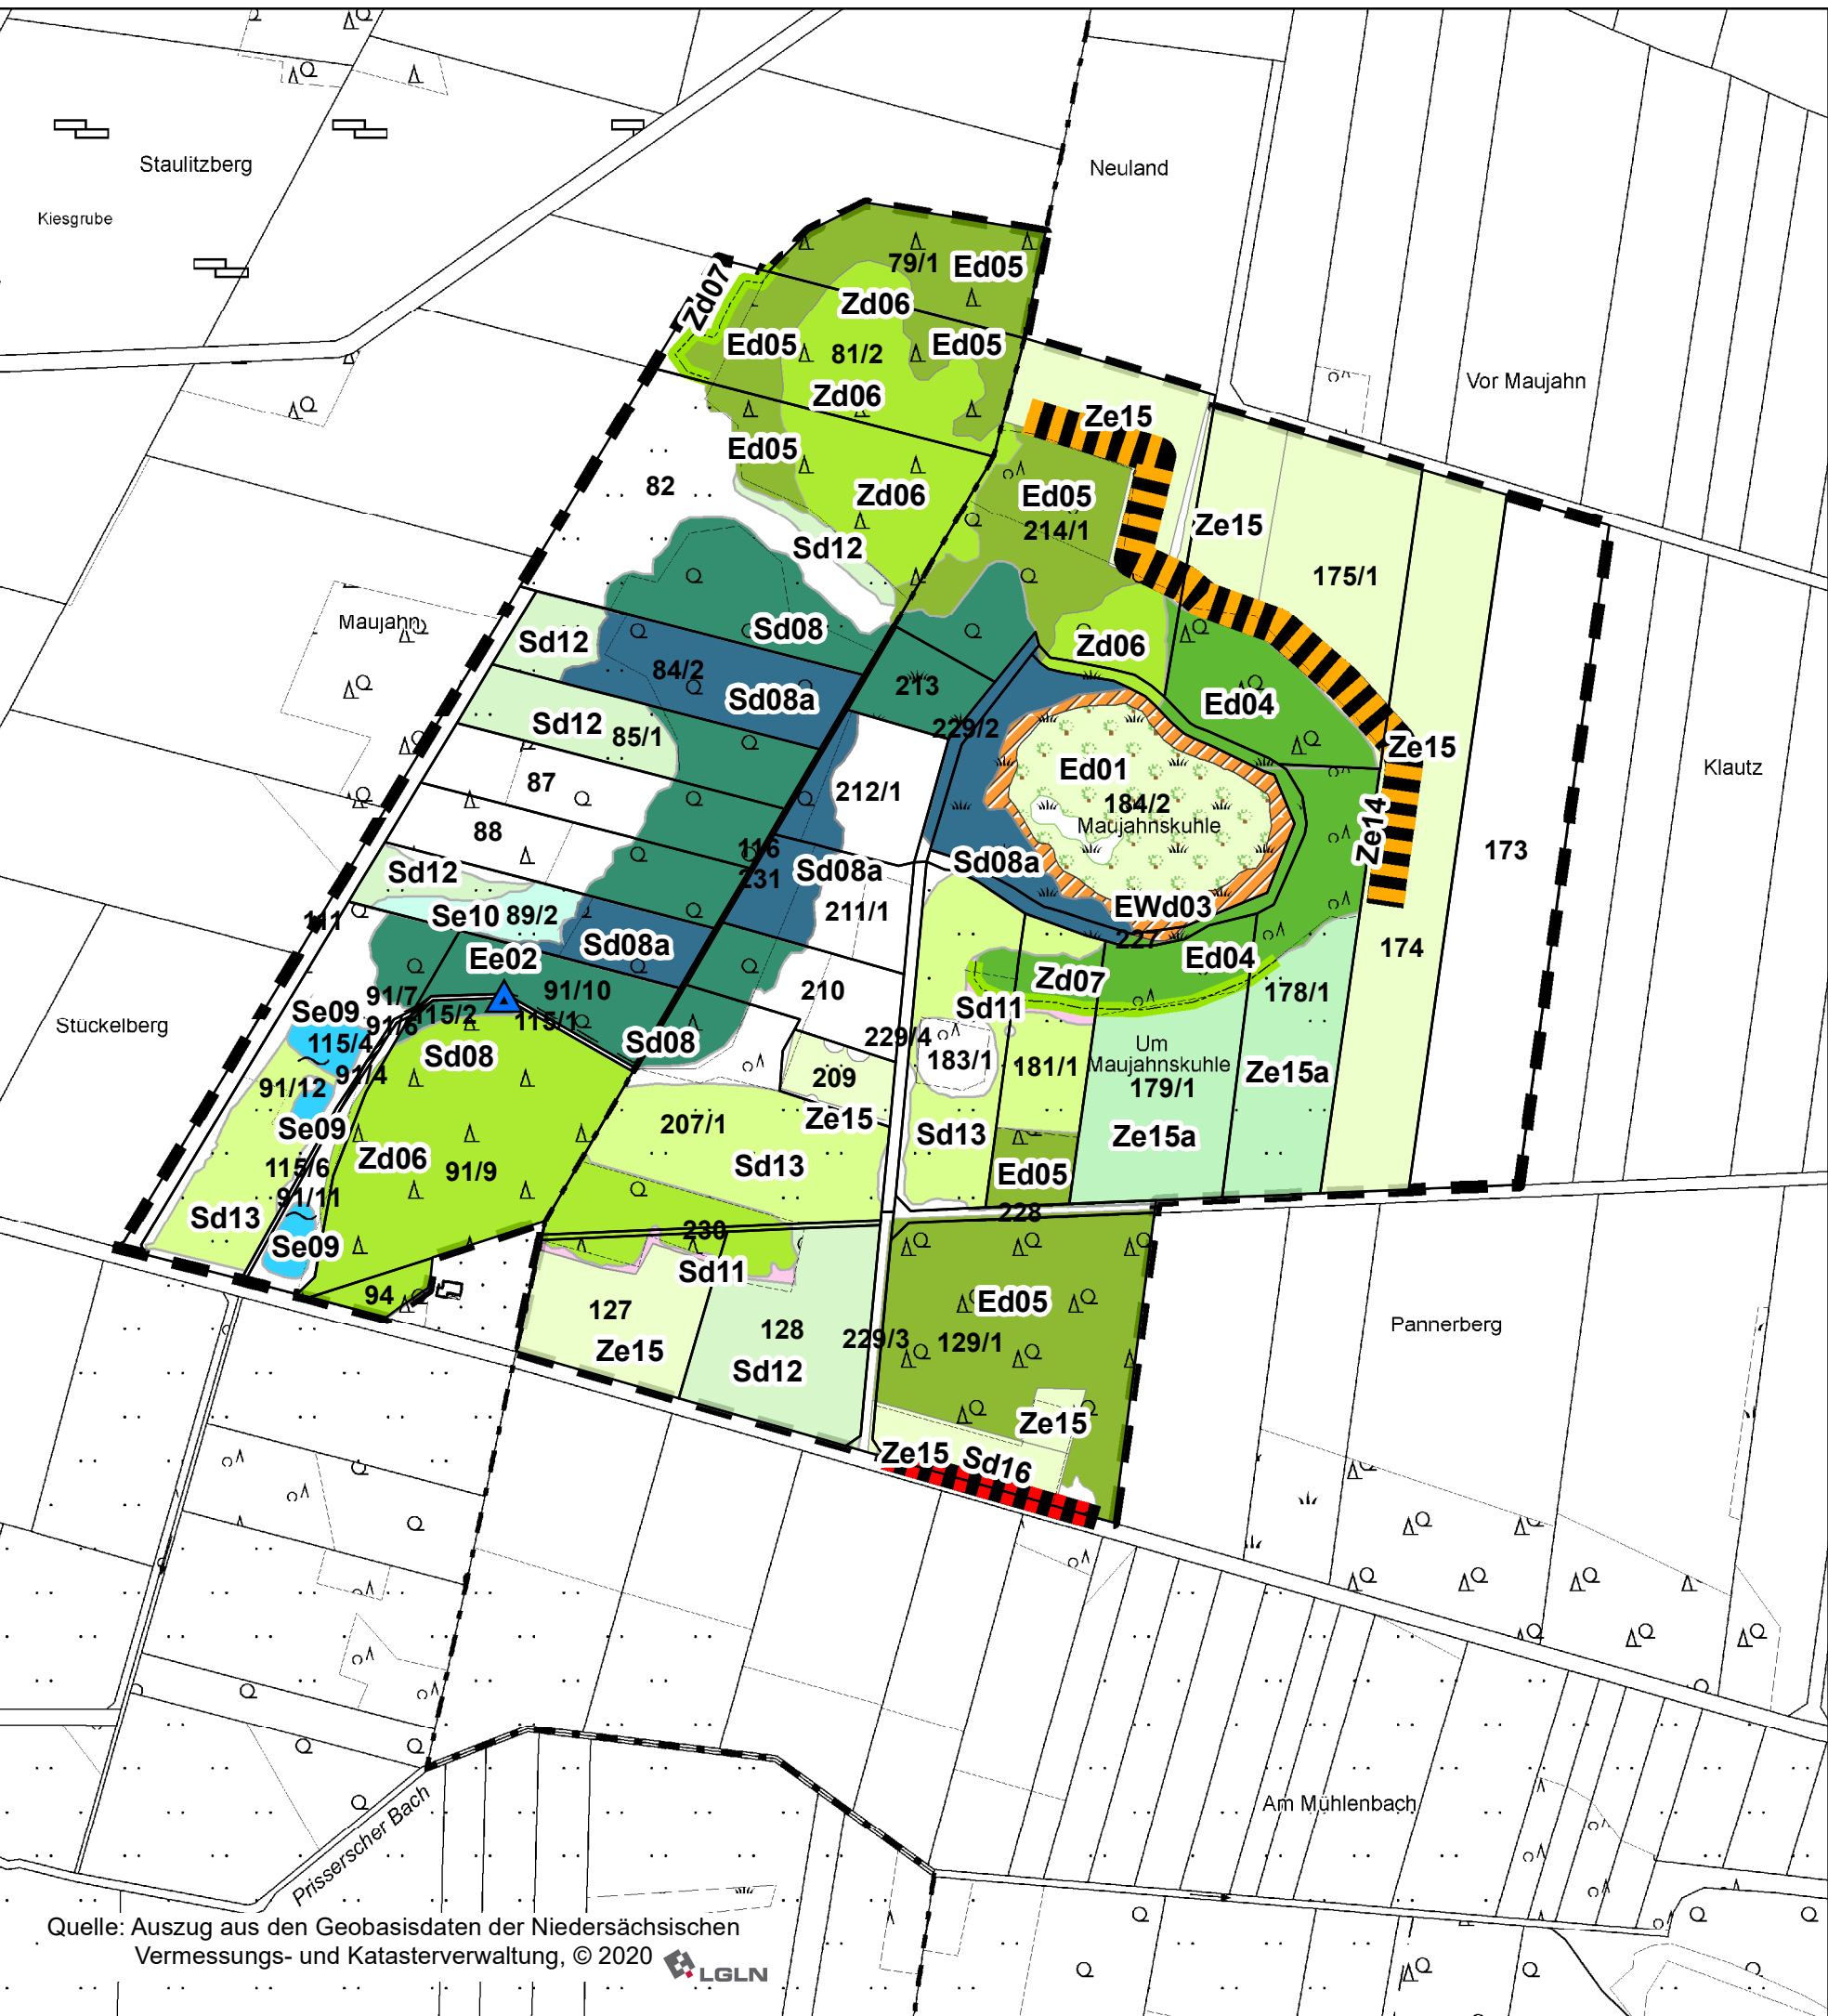 Staulitzberg
Neuland
Kiesgrube
79/1
Ed05
Zd07
Zd06
Ed05
81/2
Ed05
Vor Maujahn
Zd06
Ze15
Ed05
82
Zd06
Ed05
214/1
Ze15
Sd12
175/1
Maujahn
Sd12
Sd08
Zd06
84/2
213
Sd08a
Ed04
Sd12
85/1
229/2
Ze15
Ed01
Klautz
87
212/1
184/2
Maujahnskuhle
88
Ze14
116
173
Sd12
231
Sd08a
Sd08a
111
Se10
89/2
211/1
EWd03
Sd08a
227
174
Ee02
Ed04
Zd07
91/7
91/10
210
178/1
Se09
Sd11
115/2
91/6
115/1
Stückelberg
115/4
Sd08
Sd08
229/4
Um
183/1
181/1
Maujahnskuhle
Ze15a
91/4
209
179/1
91/12
Ze15
Se09
207/1
Sd13
Ze15a
Zd06
115/6
91/9
Sd13
Ed05
91/11
Sd13
228
Se09
230
Sd11
94
127
Ed05
128
229/3
129/1
Pannerberg
Ze15
Sd12
Ze15
Ze15
Sd16
Am Mühlenbach
Prisserscher Bach
Quelle: Auszug aus den Geobasisdaten der Niedersächsischen
Vermessungs- und Katasterverwaltung, © 2020
LGLN